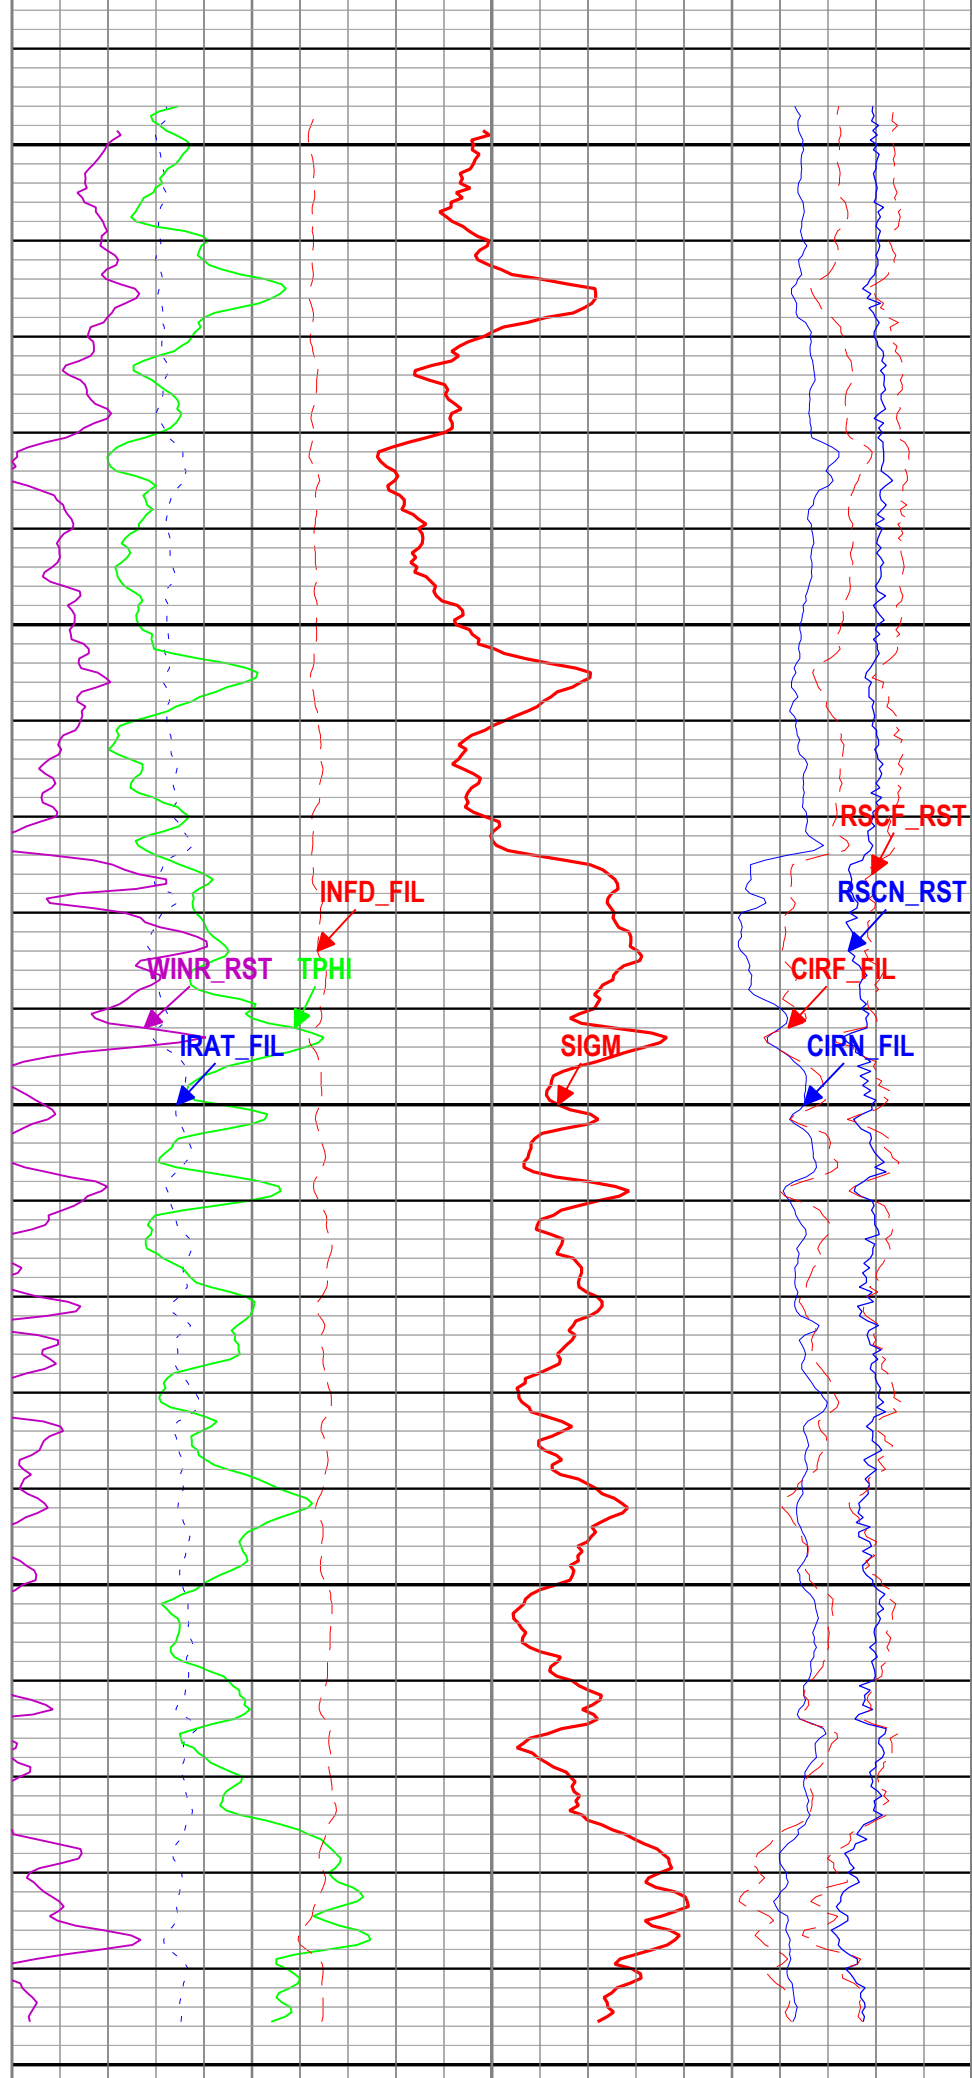 RSCF_RST
INFD_FIL
RSCN_RST
WINR_RST
TPHI
CIRF_FIL
IRAT_FIL
SIGM
CIRN_FIL